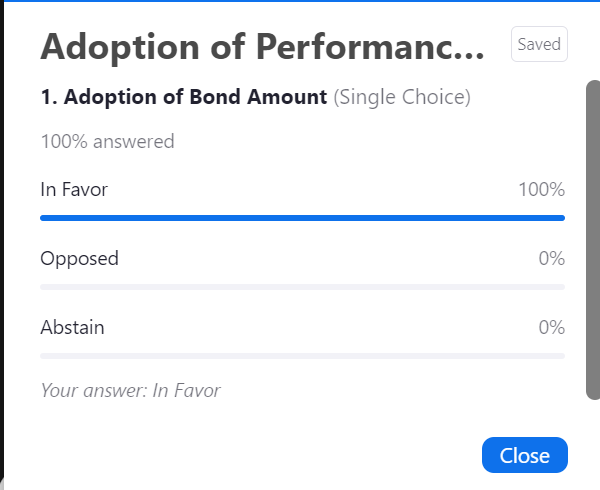 Adoption of Performanc...
Saved
1. Adoption of Bond Amount (Single Choice)
100% answered
In Favor 100%
Opposed 0%
Abstain 0%
Your answer: In Favor
Close